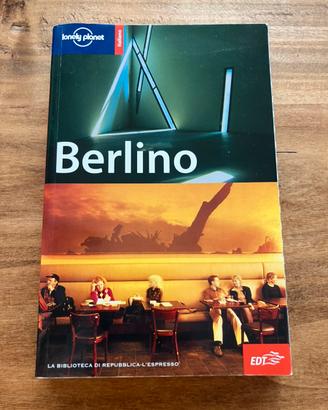 lonely planet
italiano
Berlino
LA BIBLIOTECA DI REPUBBLICA-L'ESPRESSO
EDT